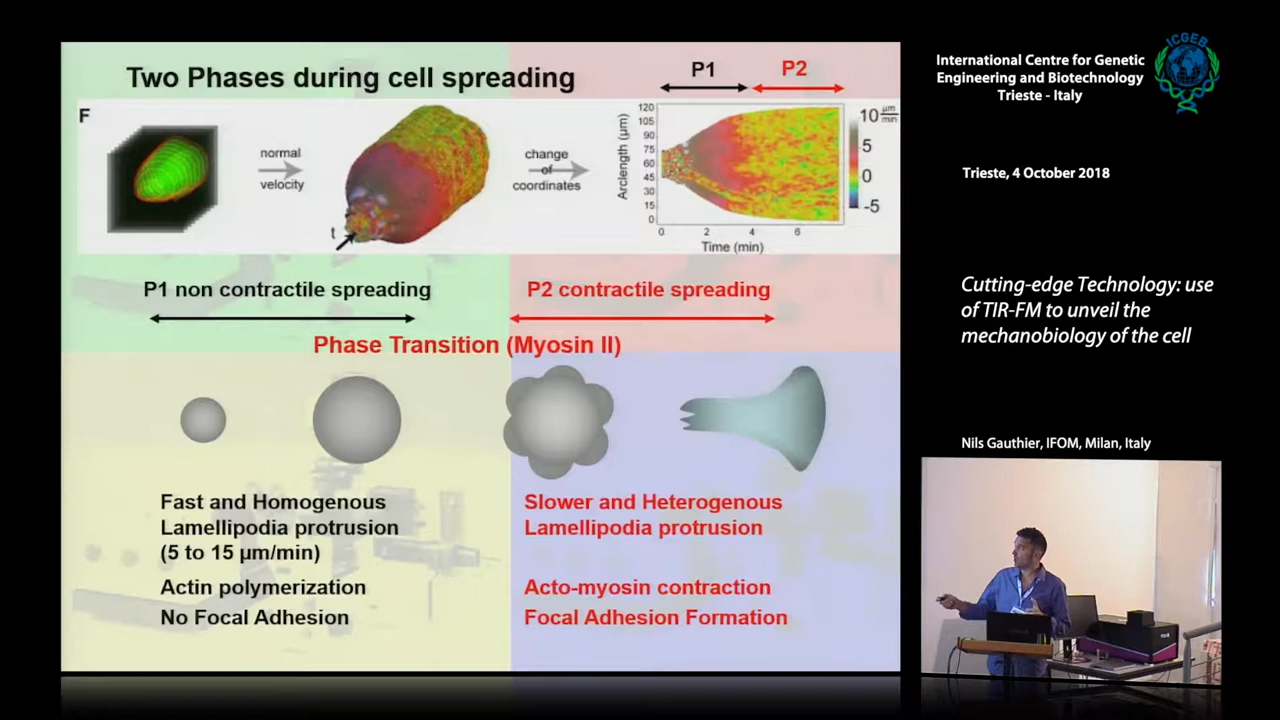 Two Phases during cell spreading
P1
P2
F
normal
velocity
t
change
of
coordinates
Arclength (µm)
120
105
90
75
60
45
30
15
0
0
2
4
6
Time (min)
10 µm/min
5
0
-5
P1 non contractile spreading
P2 contractile spreading
Phase Transition (Myosin II)
Fast and Homogenous
Lamellipodia protrusion
(5 to 15 µm/min)
Actin polymerization
No Focal Adhesion
Slower and Heterogenous
Lamellipodia protrusion
Acto-myosin contraction
Focal Adhesion Formation
International Centre for Genetic
Engineering and Biotechnology
Trieste - Italy
ICGEB
Trieste, 4 October 2018
Cutting-edge Technology: use
of TIR-FM to unveil the
mechanobiology of the cell
Nils Gauthier, IFOM, Milan, Italy